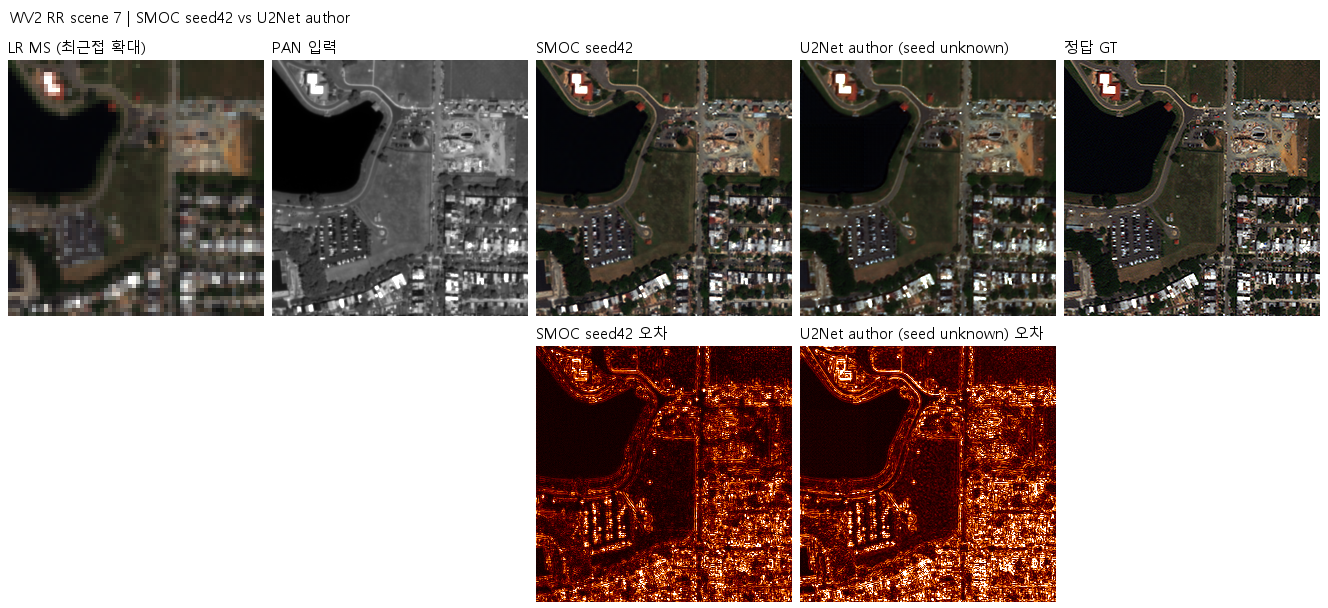 WV2 RR scene 7 | SMOC seed42 vs U2Net author
LR MS (최근접 확대)
PAN 입력
SMOC seed42
U2Net author (seed unknown)
정답 GT
SMOC seed42 오차
U2Net author (seed unknown) 오차